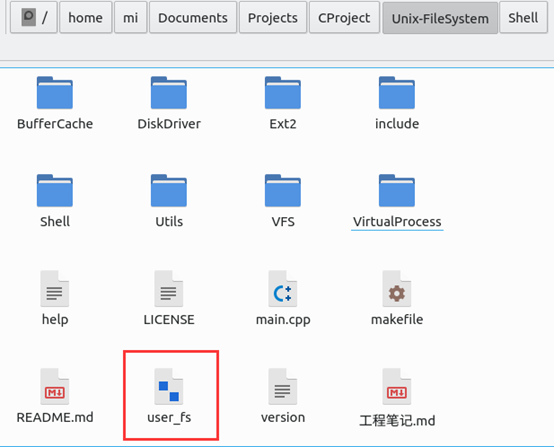 / home mi Documents Projects CProject Unix-FileSystem Shell
BufferCache DiskDriver Ext2 include
Shell Utils VFS VirtualProcess
help LICENSE main.cpp makefile
README.md user_fs version 工程笔记.md